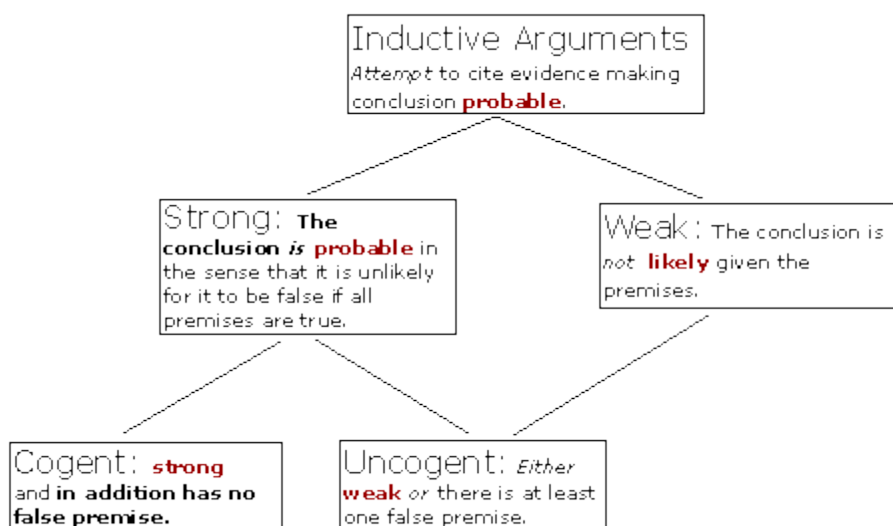 Inductive Arguments
Attempt to cite evidence making
conclusion probable.
Strong: The
conclusion is probable in
the sense that it is unlikely
for it to be false if all
premises are true.
Weak: The conclusion is
not likely given the
premises.
Cogent: strong
and in addition has no
false premise.
Uncogent: Either
weak or there is at least
one false premise.